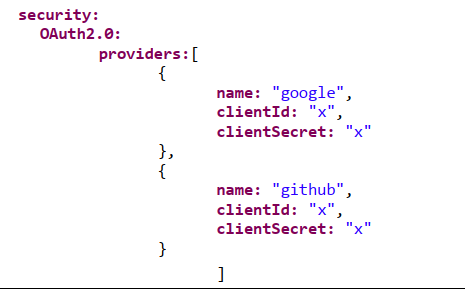 security:
OAuth2.0:
providers:[
{
name: "google",
clientId: "x",
clientSecret: "x"
},
{
name: "github",
clientId: "x",
clientSecret: "x"
}
]